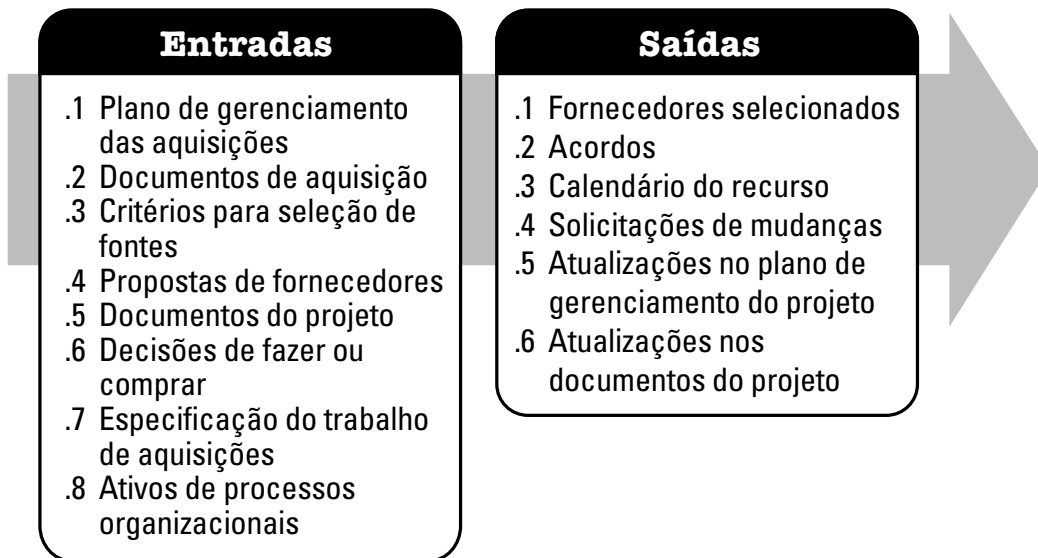 Entradas
.1 Plano de gerenciamento
das aquisições
.2 Documentos de aquisição
.3 Critérios para seleção de
fontes
.4 Propostas de fornecedores
.5 Documentos do projeto
.6 Decisões de fazer ou
comprar
.7 Especificação do trabalho
de aquisições
.8 Ativos de processos
organizacionais
Saídas
.1 Fornecedores selecionados
.2 Acordos
.3 Calendário do recurso
.4 Solicitações de mudanças
.5 Atualizações no plano de
gerenciamento do projeto
.6 Atualizações nos
documentos do projeto